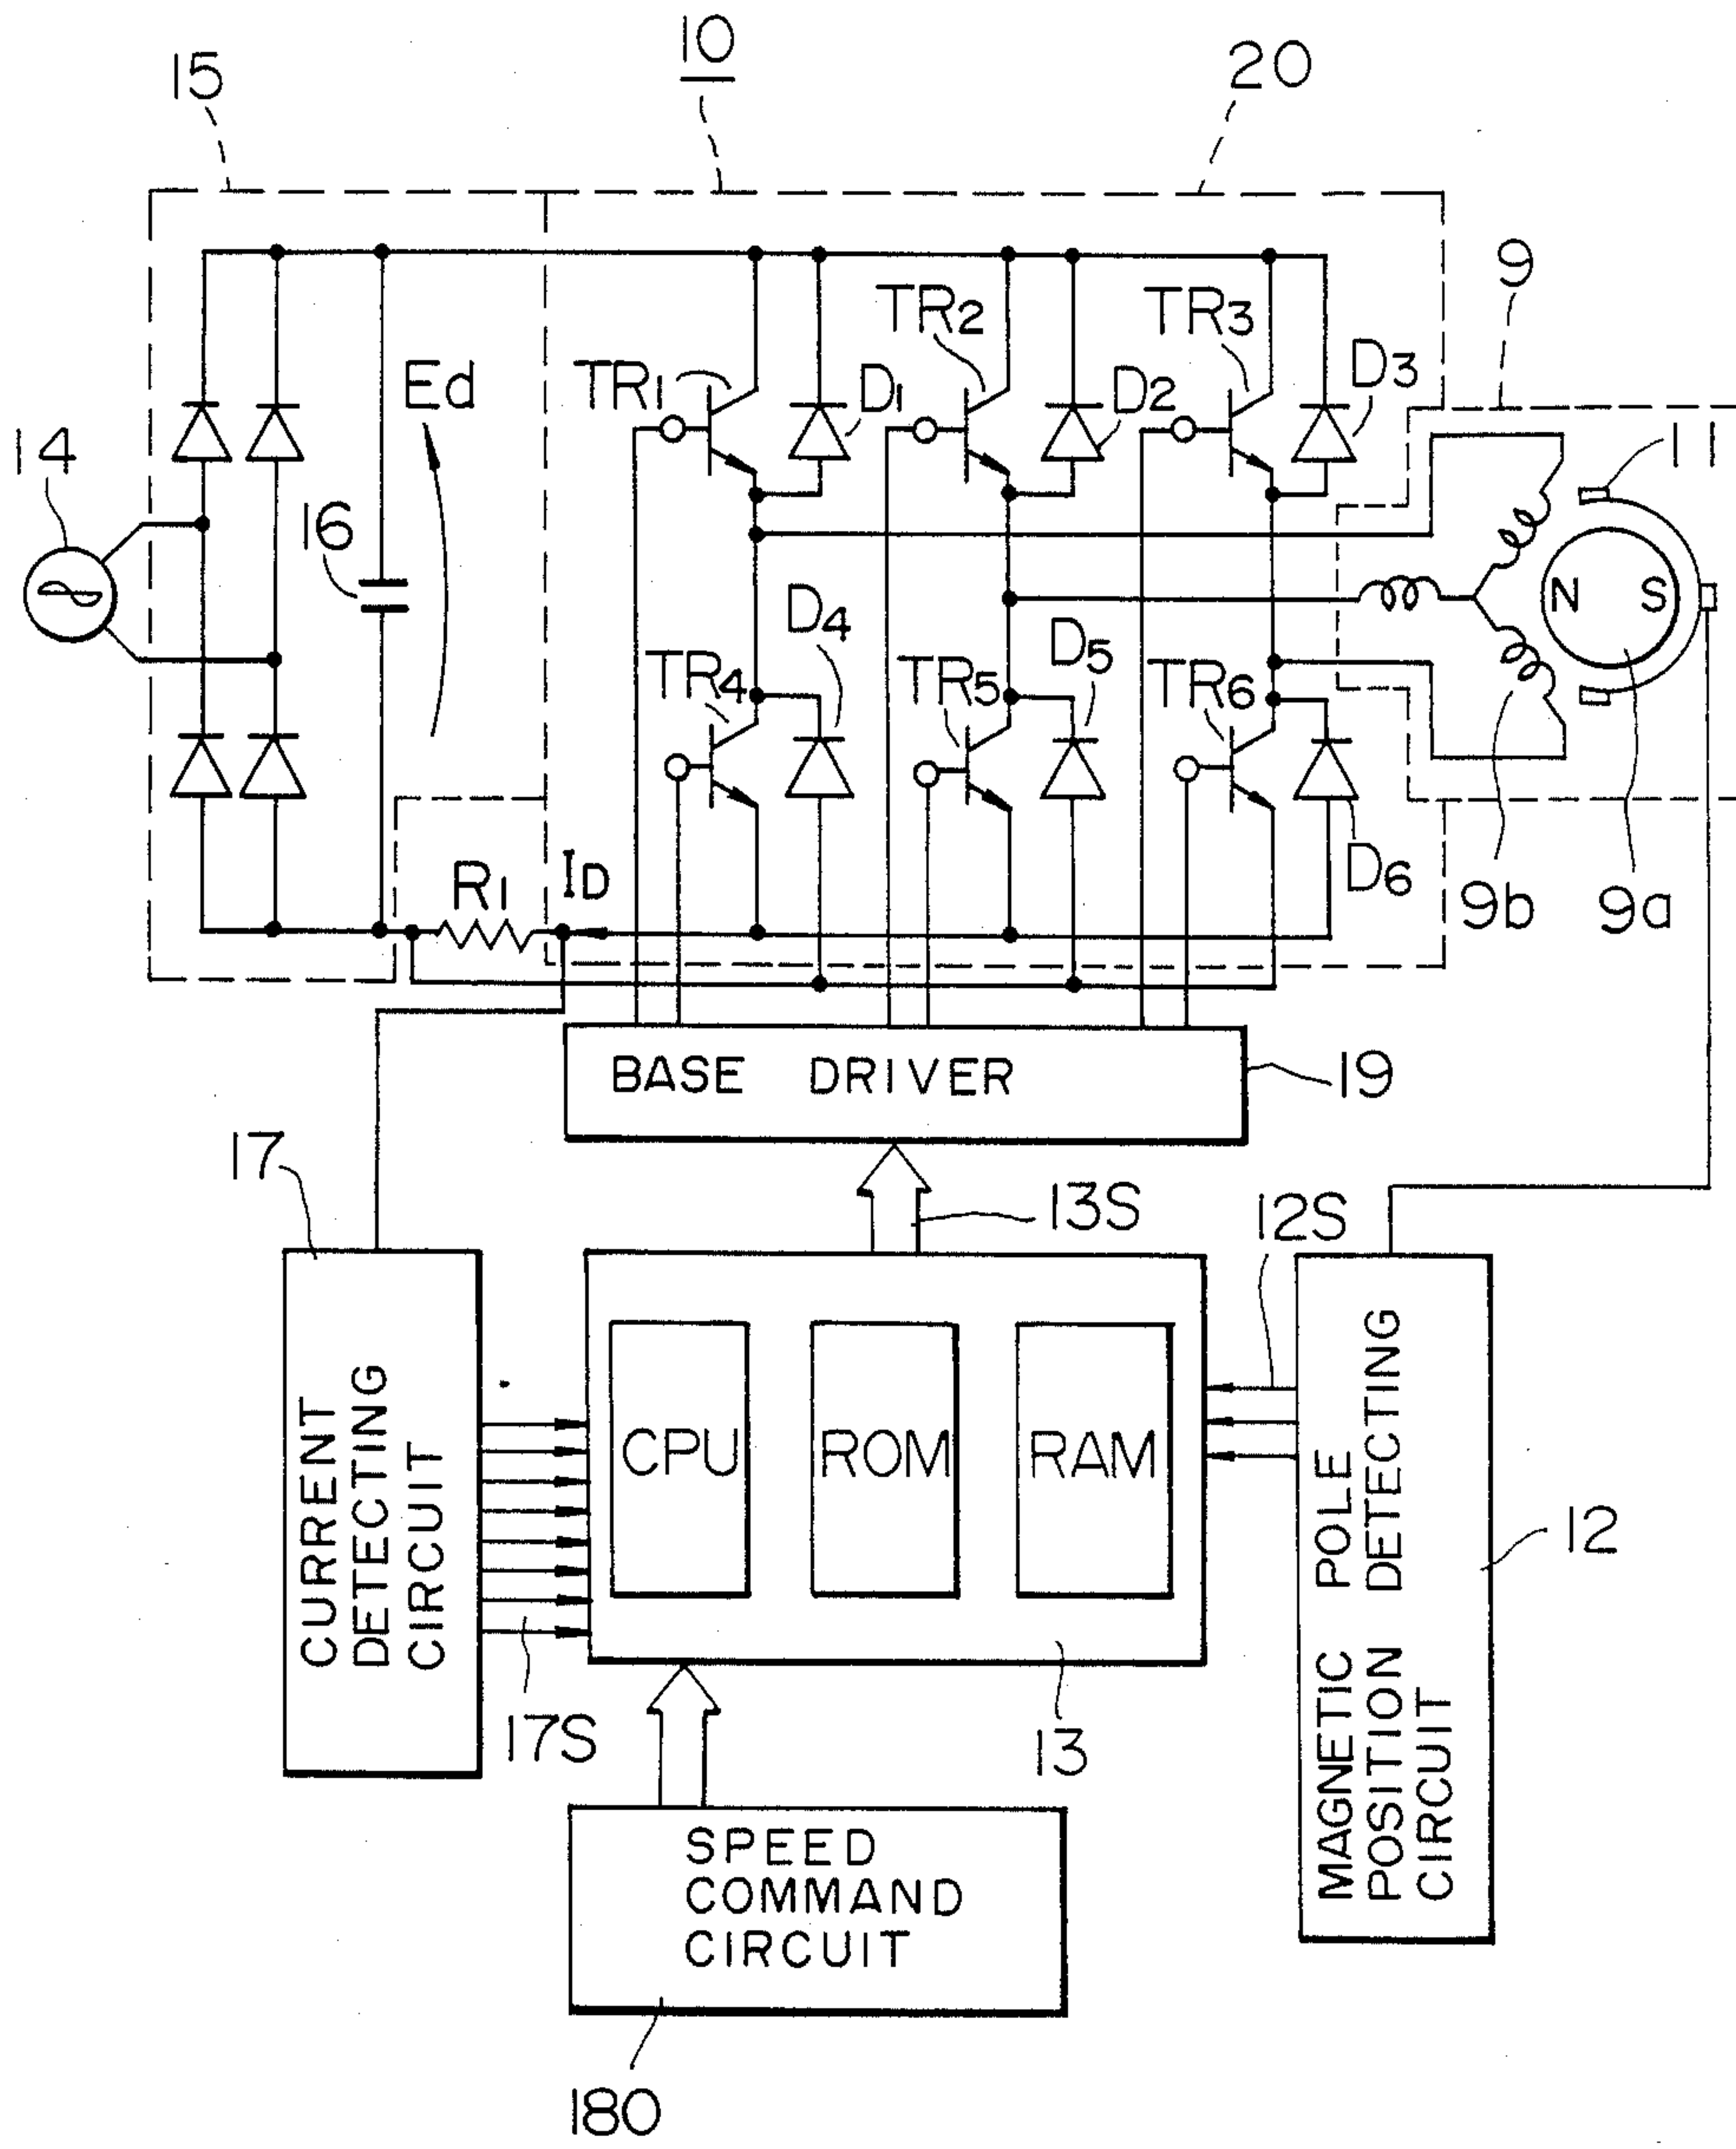 10
15
20
9
TR2
TR3
TR1
D1
D2
D3
Ed
11
14
16
N S
D4
D5
TR4
TR5
TR6
R1
ID
D6
9b
9a
BASE DRIVER
19
17
13S
12S
CURRENT
DETECTING
CIRCUIT
CPU
ROM
RAM
MAGNETIC POLE
POSITION DETECTING
CIRCUIT
12
17S
13
SPEED
COMMAND
CIRCUIT
180